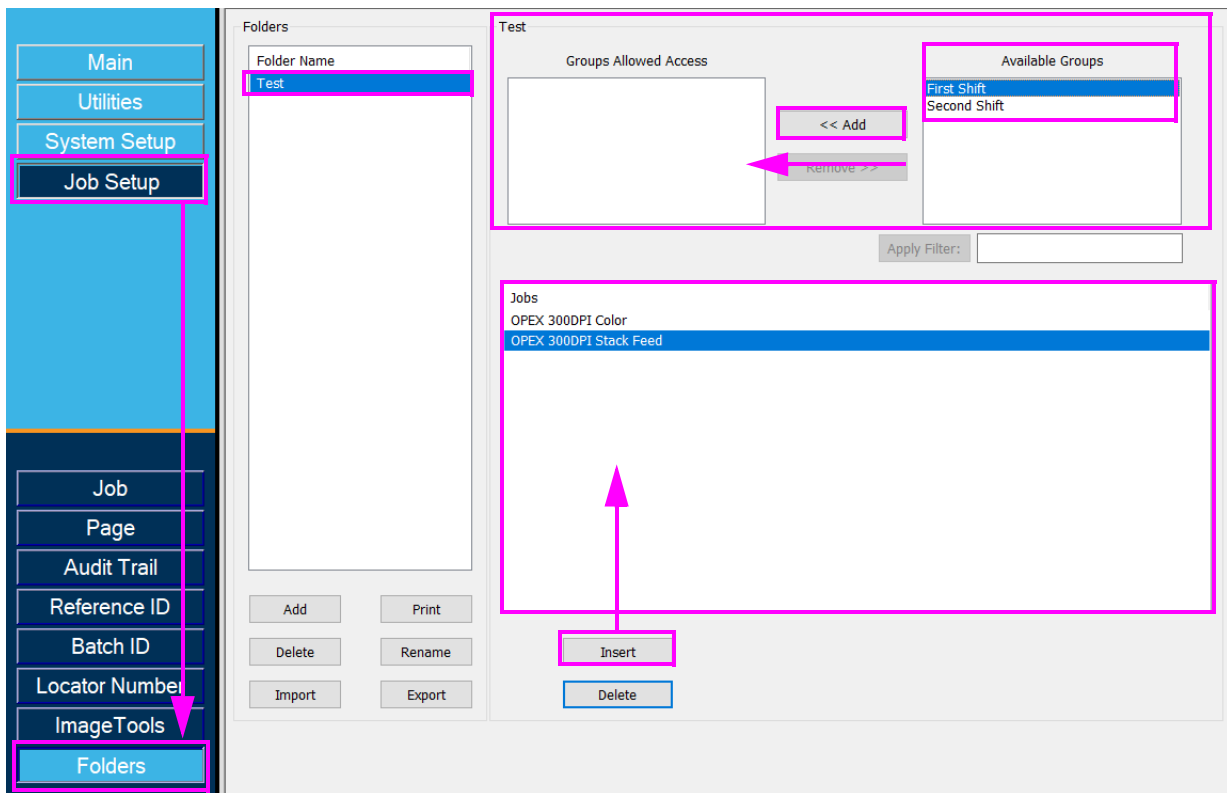 Main
Utilities
System Setup
Job Setup
Job
Page
Audit Trail
Reference ID
Batch ID
Locator Number
ImageTools
Folders
Folders
Folder Name
Test
Add
Print
Delete
Rename
Import
Export
Test
Groups Allowed Access
<< Add
Remove >>
Available Groups
First Shift
Second Shift
Apply Filter:
Jobs
OPEX 300DPI Color
OPEX 300DPI Stack Feed
Insert
Delete